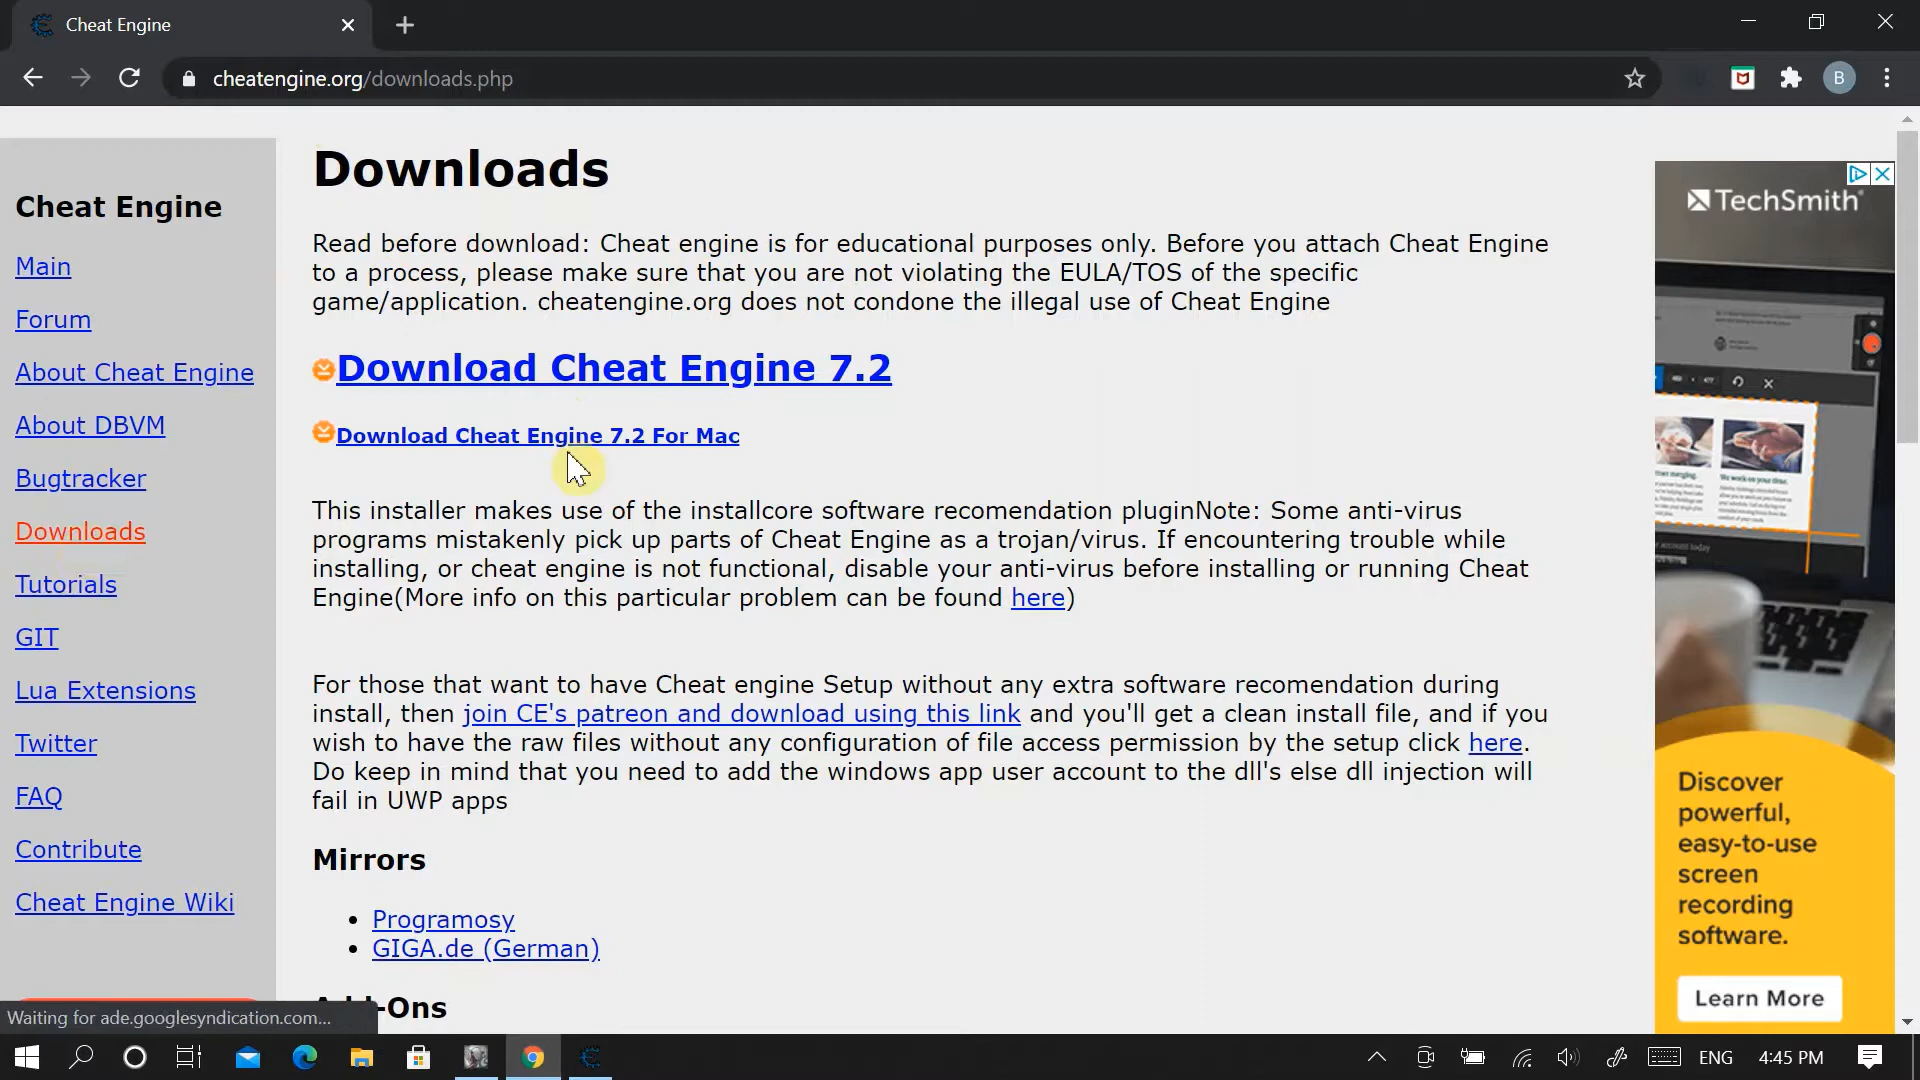 Cheat Engine
cheatengine.org/downloads.php
B
Cheat Engine
Main
Forum
About Cheat Engine
About DBVM
Bugtracker
Downloads
Tutorials
GIT
Lua Extensions
Twitter
FAQ
Contribute
Cheat Engine Wiki
Downloads
Read before download: Cheat engine is for educational purposes only. Before you attach Cheat Engine
to a process, please make sure that you are not violating the EULA/TOS of the specific
game/application. cheatengine.org does not condone the illegal use of Cheat Engine
Download Cheat Engine 7.2
Download Cheat Engine 7.2 For Mac
This installer makes use of the installcore software recomendation pluginNote: Some anti-virus
programs mistakenly pick up parts of Cheat Engine as a trojan/virus. If encountering trouble while
installing, or cheat engine is not functional, disable your anti-virus before installing or running Cheat
Engine(More info on this particular problem can be found here)
For those that want to have Cheat engine Setup without any extra software recomendation during
install, then join CE's patreon and download using this link and you'll get a clean install file, and if you
wish to have the raw files without any configuration of file access permission by the setup click here.
Do keep in mind that you need to add the windows app user account to the dll's else dll injection will
fail in UWP apps
Mirrors
Programosy
GIGA.de (German)
-Ons
TechSmith
Discover
powerful,
easy-to-use
screen
recording
software.
Learn More
Waiting for ade.googlesyndication.com...
ENG
4:45 PM